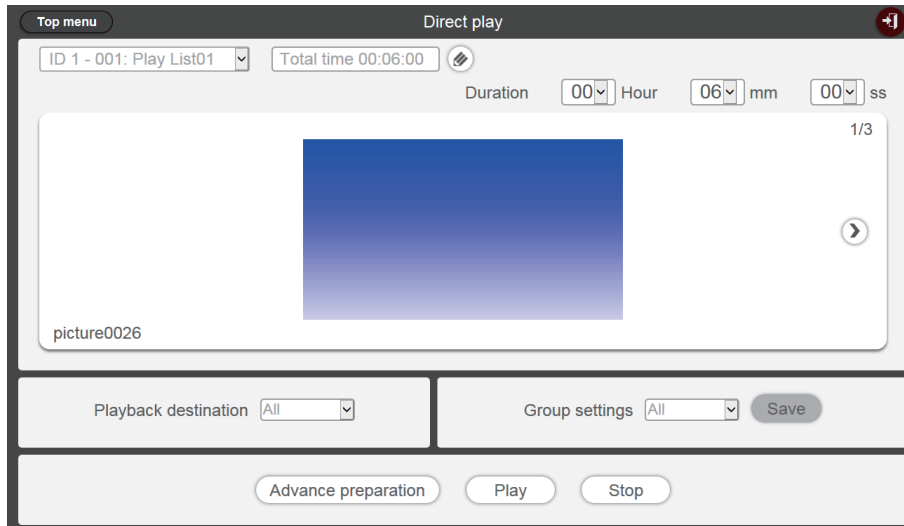 Top menu
Direct play
ID 1 - 001: Play List01
Total time 00:06:00
Duration 00 Hour 06 mm 00 ss
1/3
picture0026
Playback destination All
Group settings All Save
Advance preparation Play Stop